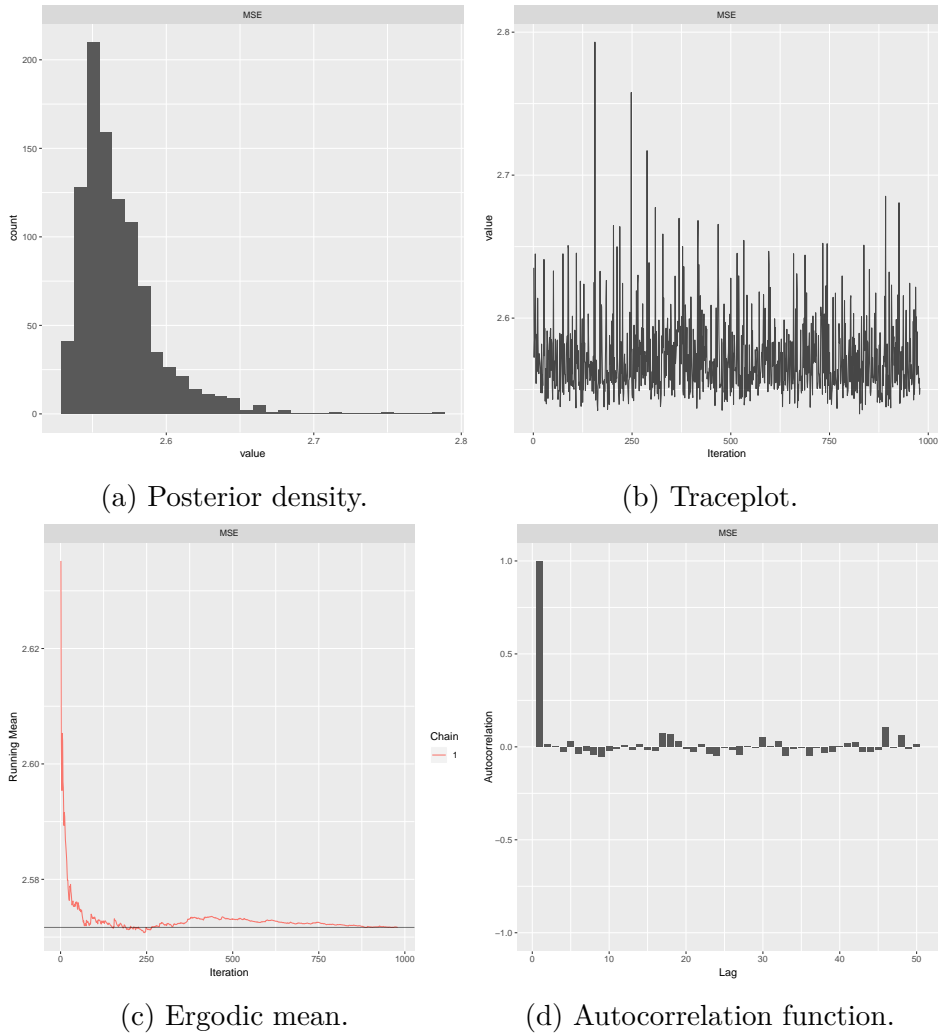 MSE
count
200
150
100
50
0
2.6
2.7
2.8
value
(a) Posterior density.
MSE
value
2.8
2.7
2.6
0
250
500
750
1000
Iteration
(b) Traceplot.
MSE
Running Mean
2.62
2.60
2.58
0
250
500
750
1000
Iteration
Chain
1
(c) Ergodic mean.
MSE
Autocorrelation
1.0
0.5
0.0
−0.5
−1.0
0
10
20
30
40
50
Lag
(d) Autocorrelation function.